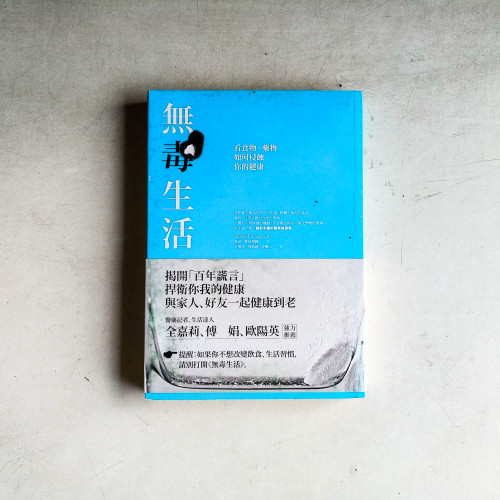 無毒生活
看食物、藥物
如何侵蝕
你的健康
揭開「百年謊言」
捍衛你我的健康
與家人、好友一起健康到老
醫藥記者、生活達人
全嘉莉、傅　娟、歐陽英 強力推薦
提醒：如果你不想改變飲食、生活習慣，
請別打開《無毒生活》。